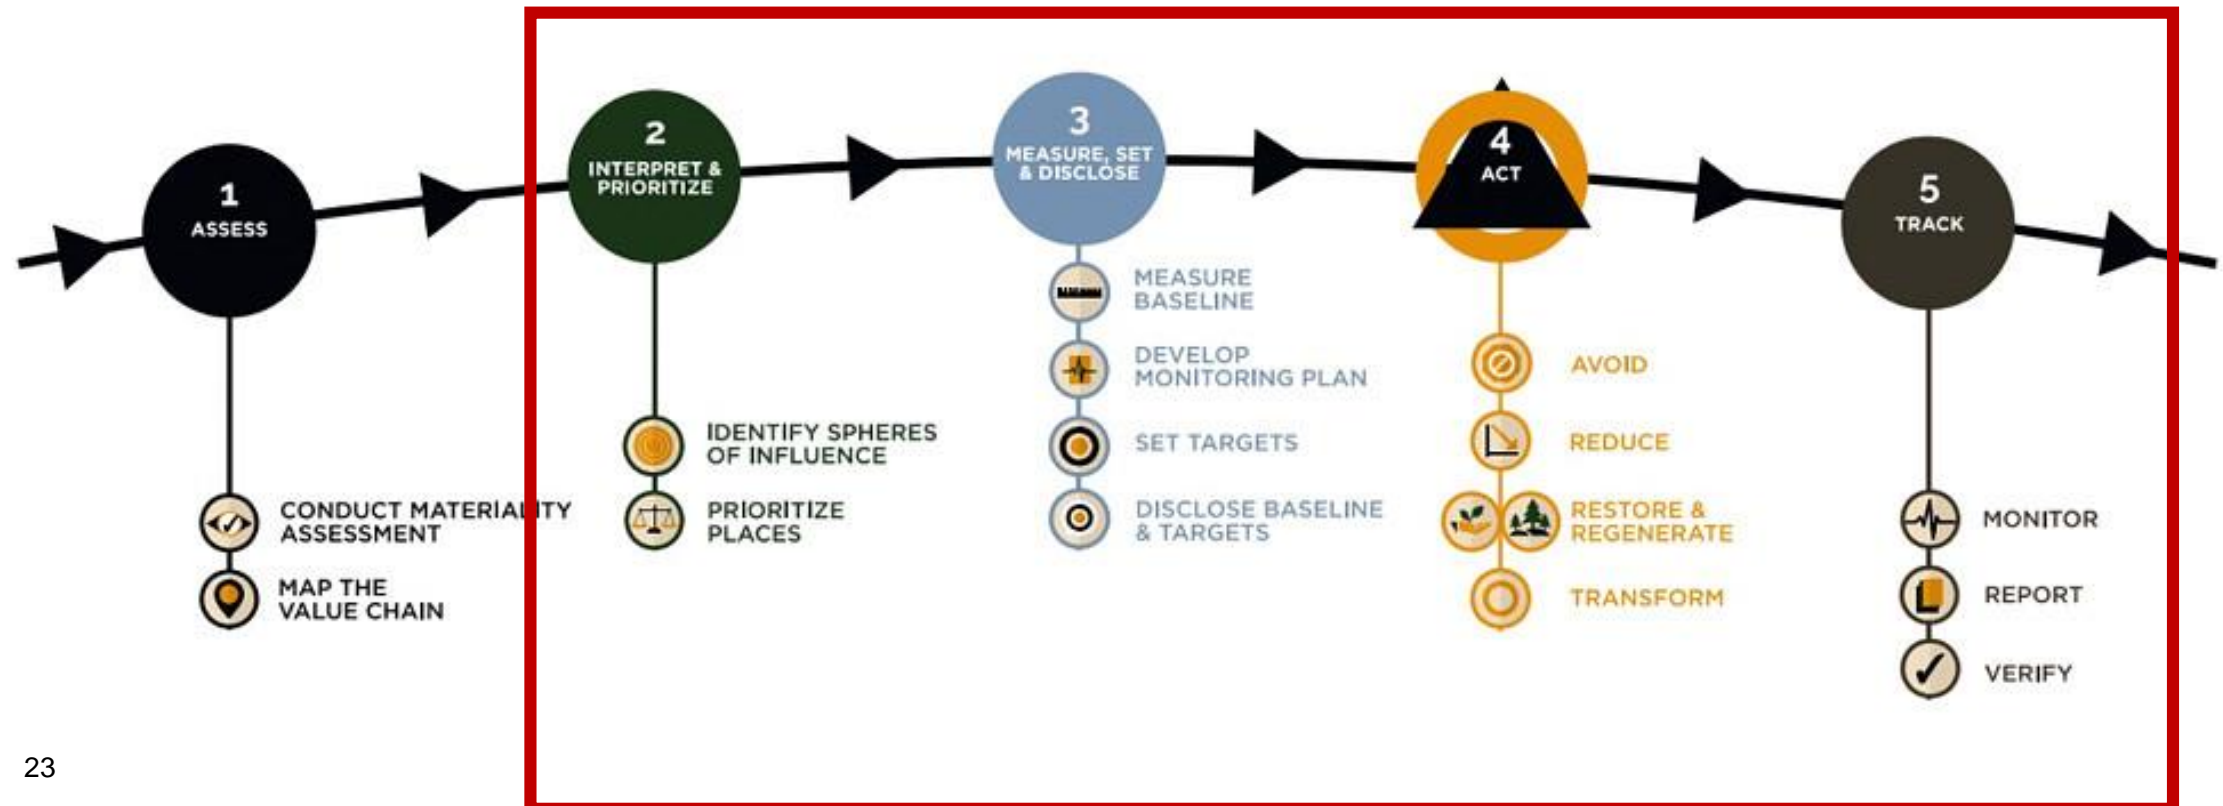 1
ASSESS
CONDUCT MATERIALITY
ASSESSMENT
MAP THE
VALUE CHAIN
2
INTERPRET &
PRIORITIZE
IDENTIFY SPHERES
OF INFLUENCE
PRIORITIZE
PLACES
3
MEASURE, SET
& DISCLOSE
MEASURE
BASELINE
DEVELOP
MONITORING PLAN
SET TARGETS
DISCLOSE BASELINE
& TARGETS
4
ACT
AVOID
REDUCE
RESTORE &
REGENERATE
TRANSFORM
5
TRACK
MONITOR
REPORT
VERIFY
23